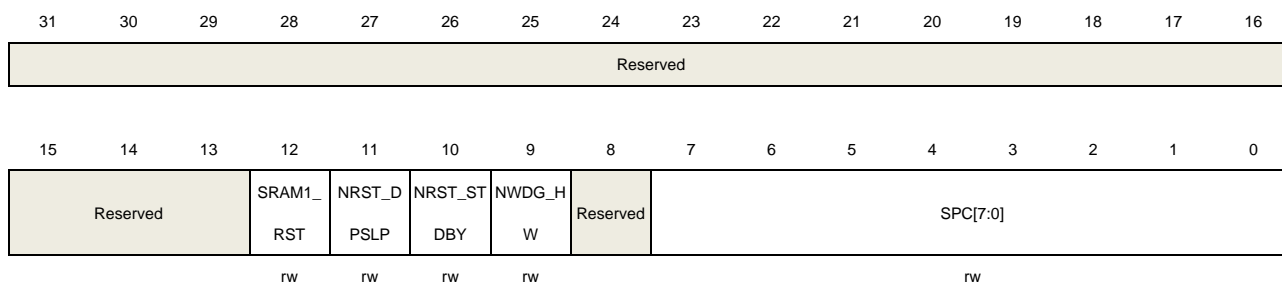 31 30 29 28 27 26 25 24 23 22 21 20 19 18 17 16
Reserved
15 14 13 12 11 10 9 8 7 6 5 4 3 2 1 0
Reserved SRAM1_ RST NRST_D PSLP NRST_ST DBY NWDG_H W Reserved SPC[7:0]
rw rw rw rw rw